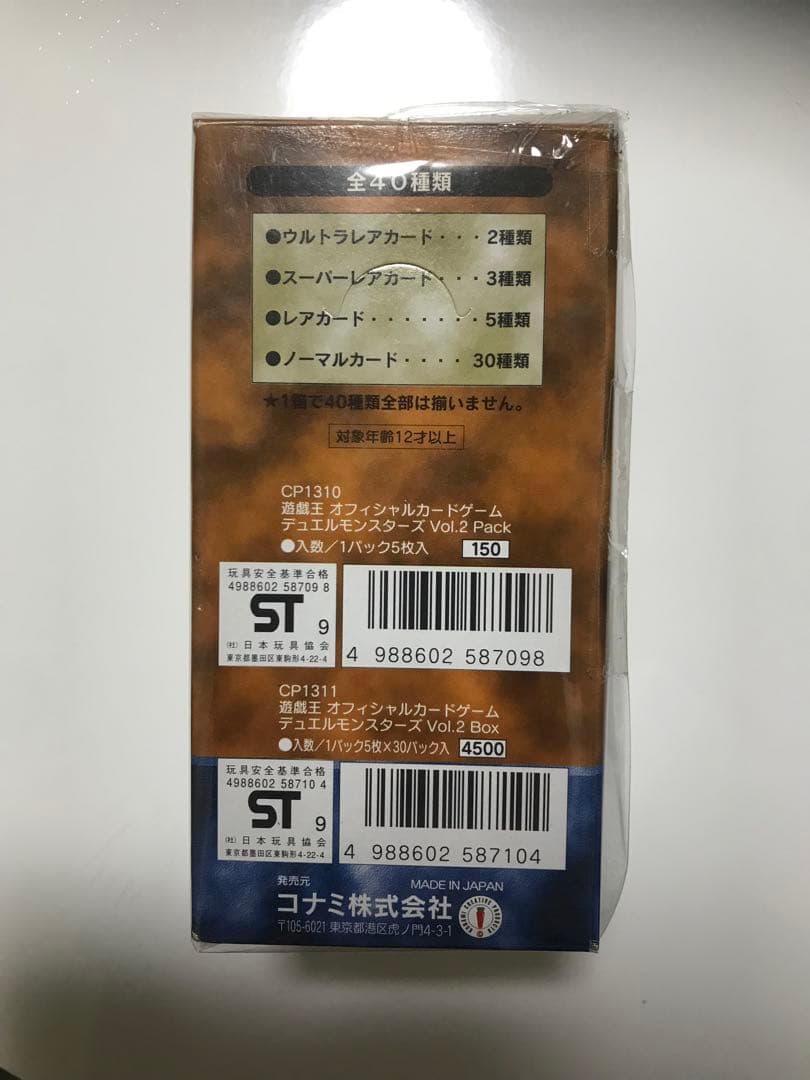 全40種類
●ウルトラレアカード・・・2種類
●スーパーレアカード・・・3種類
●レアカード・・・・・・・5種類
●ノーマルカード・・・・30種類
★1箱で40種類全部は揃いません。
対象年齢12才以上
CP1310
遊戯王 オフィシャルカードゲーム
デュエルモンスターズ Vol.2 Pack
●入数/1パック5枚入 150
玩具安全基準合格
4988602 58709 8
ST 9
(社)日本玩具協会
東京都墨田区東駒形4-22-4
4 988602 587098
CP1311
遊戯王 オフィシャルカードゲーム
デュエルモンスターズ Vol.2 Box
●入数/1パック5枚×30パック入 4500
玩具安全基準合格
4988602 58710 4
ST 9
(社)日本玩具協会
東京都墨田区東駒形4-22-4
4 988602 587104
発売元
MADE IN JAPAN
コナミ株式会社
〒105-6021 東京都港区虎ノ門4-3-1
KONAMI CREATIVE PRODUCTS